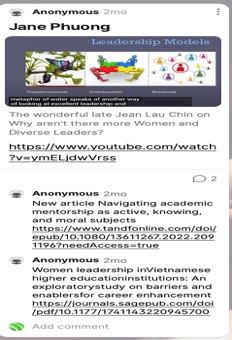 Anonymous 2mo
Jane Phuong
Leadership Models
Transformational
Collaborative
Relational
metaphor of water speaks of another way
of looking at excellent leadership and
The wonderful late Jean Lau Chin on
Why aren't there more Women and
Diverse Leaders?
https://www.youtube.com/watch
?v=ymELjdwVrss
2
Anonymous 2mo
New article Navigating academic
mentorship as active, knowing,
and moral subjects
https://www.tandfonline.com/doi/
epub/10.1080/13611267.2022.209
1196?needAccess=true
Anonymous 2mo
Women leadership inVietnamese
higher educationinstitutions: An
exploratorystudy on barriers and
enablersfor career enhancement
https://journals.sagepub.com/doi
/pdf/10.1177/1741143220945700
Add comment